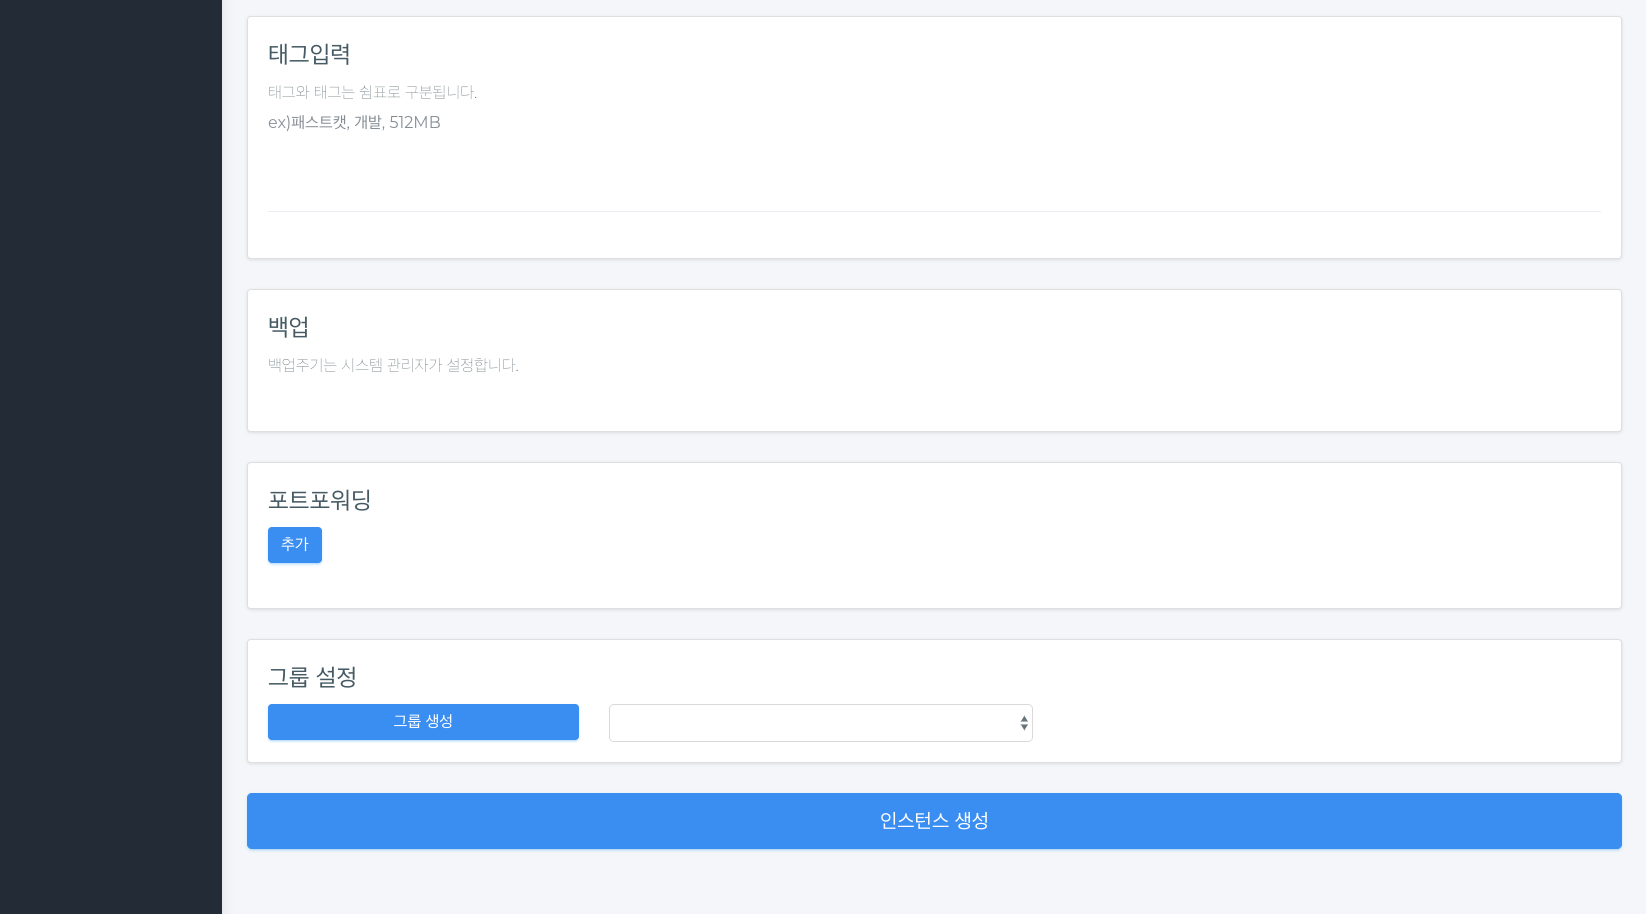 태그입력
태그와 태그는 쉼표로 구분됩니다.
ex)패스트캣, 개발, 512MB
백업
백업주기는 시스템 관리자가 설정합니다.
포트포워딩
추가
그룹 설정
그룹 생성
인스턴스 생성